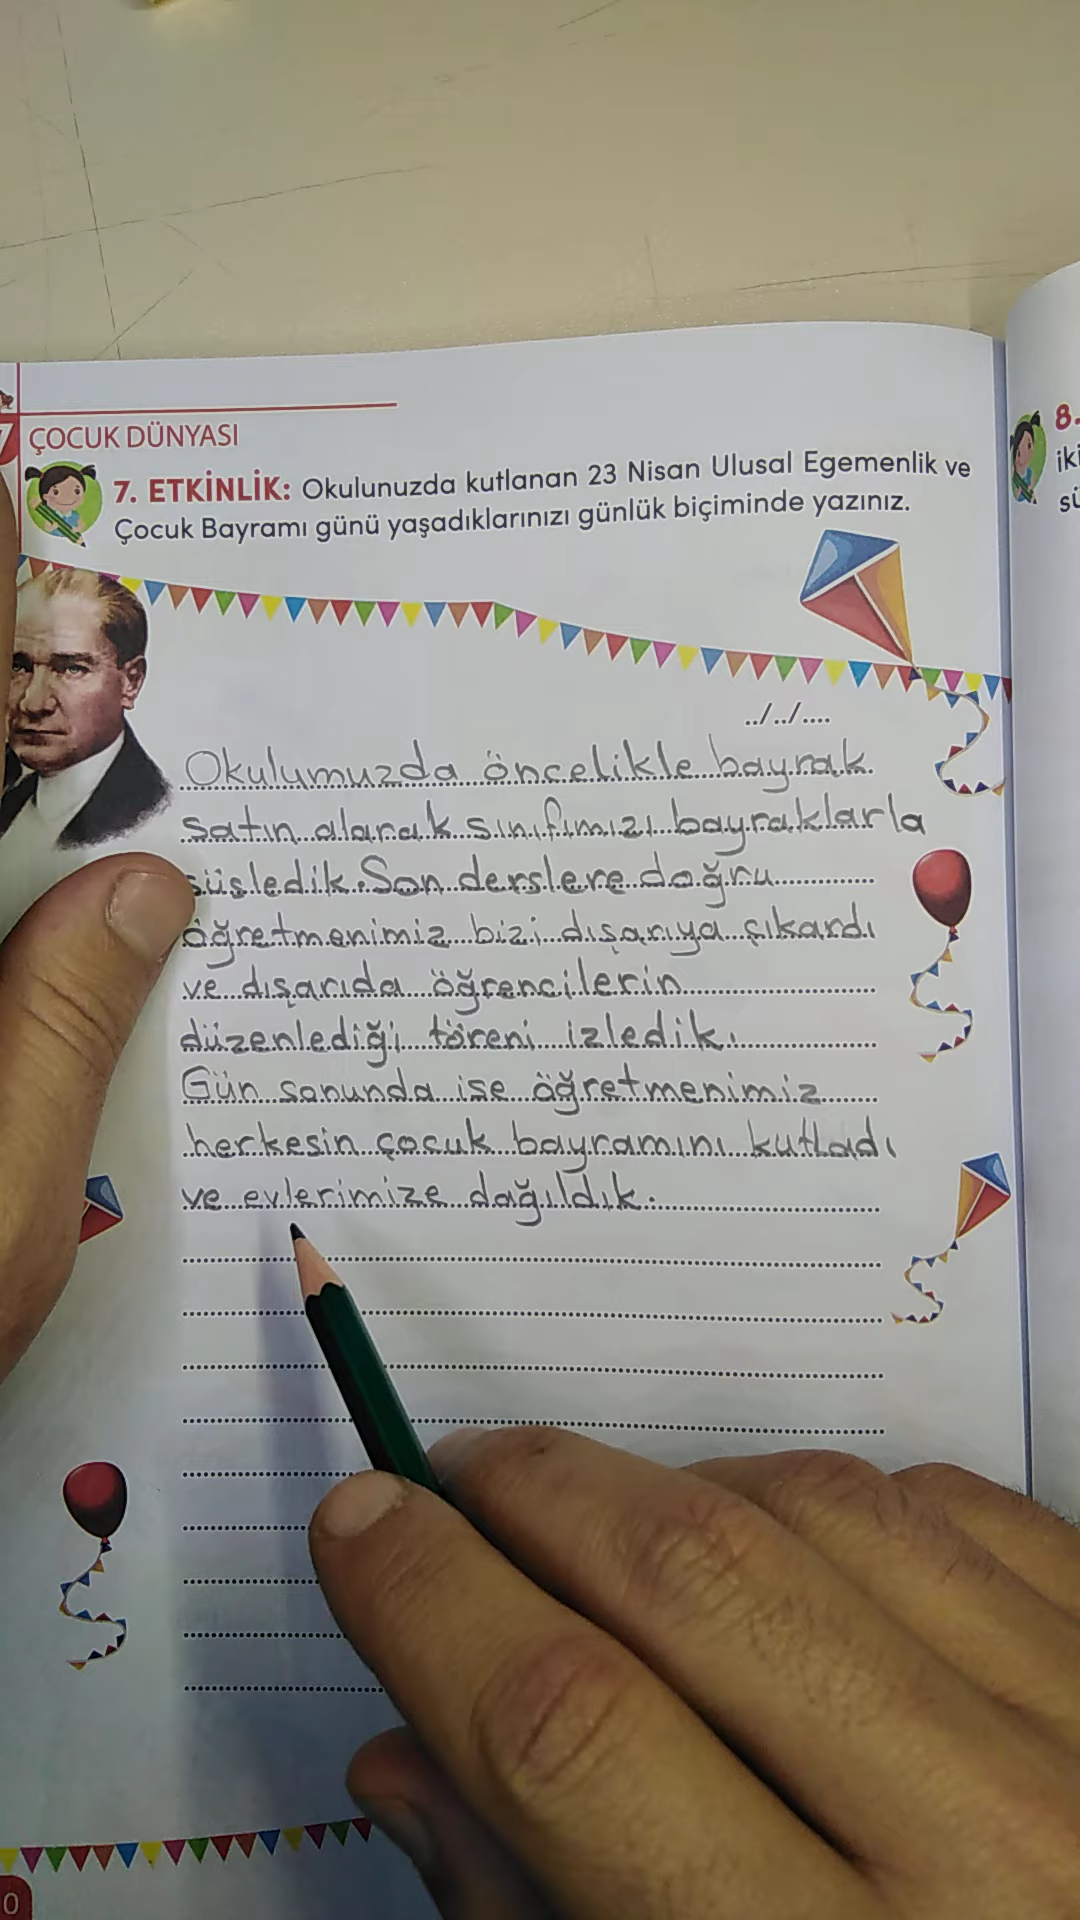 ÇOCUK DÜNYASI
7. ETKİNLİK: Okulunuzda kutlanan 23 Nisan Ulusal Egemenlik ve
Çocuk Bayramı günü yaşadıklarınızı günlük biçiminde yazınız.
../../....
Okulumuzda öncelikle bayrak
satın alarak sınıfımızı bayraklarla
süsledik. Son derslere doğru
öğretmenimiz bizi dışarıya çıkardı
ve dışarıda öğrencilerin
düzenlediği töreni izledik.
Gün sonunda ise öğretmenimiz
herkesin çocuk bayramını kutladı
ve evlerimize dağıldık.
8.